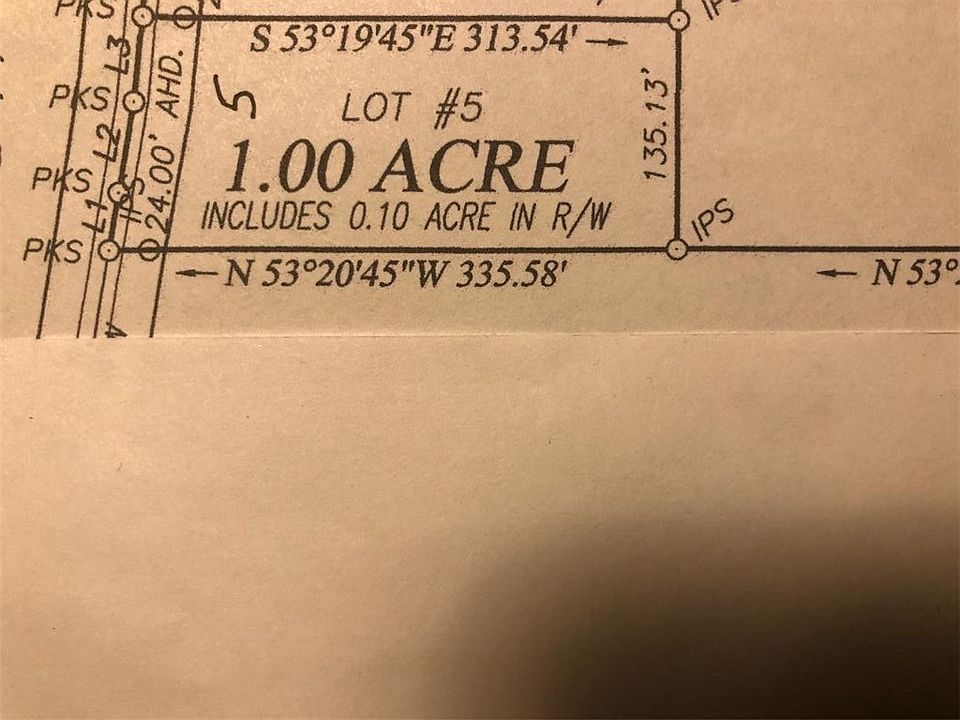 PKS
S 53°19'45"E 313.54'
L3
AHD.
PKS
5
LOT #5
135.13'
L2
24.00'
1.00 ACRE
PKS
IPS
L1
INCLUDES 0.10 ACRE IN R/W
IPS
PKS
N 53°20'45"W 335.58'
N 53°